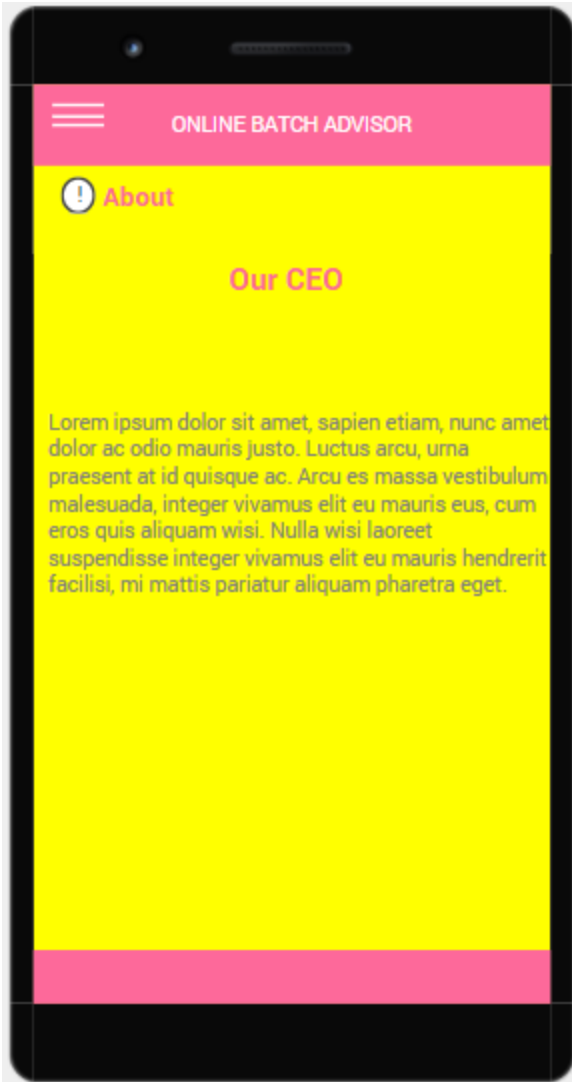 ONLINE BATCH ADVISOR
! About
Our CEO
Lorem ipsum dolor sit amet, sapien etiam, nunc amet
dolor ac odio mauris justo. Luctus arcu, urna
praesent at id quisque ac. Arcu es massa vestibulum
malesuada, integer vivamus elit eu mauris eus, cum
eros quis aliquam wisi. Nulla wisi laoreet
suspendisse integer vivamus elit eu mauris hendrerit
facilisi, mi mattis pariatur aliquam pharetra eget.